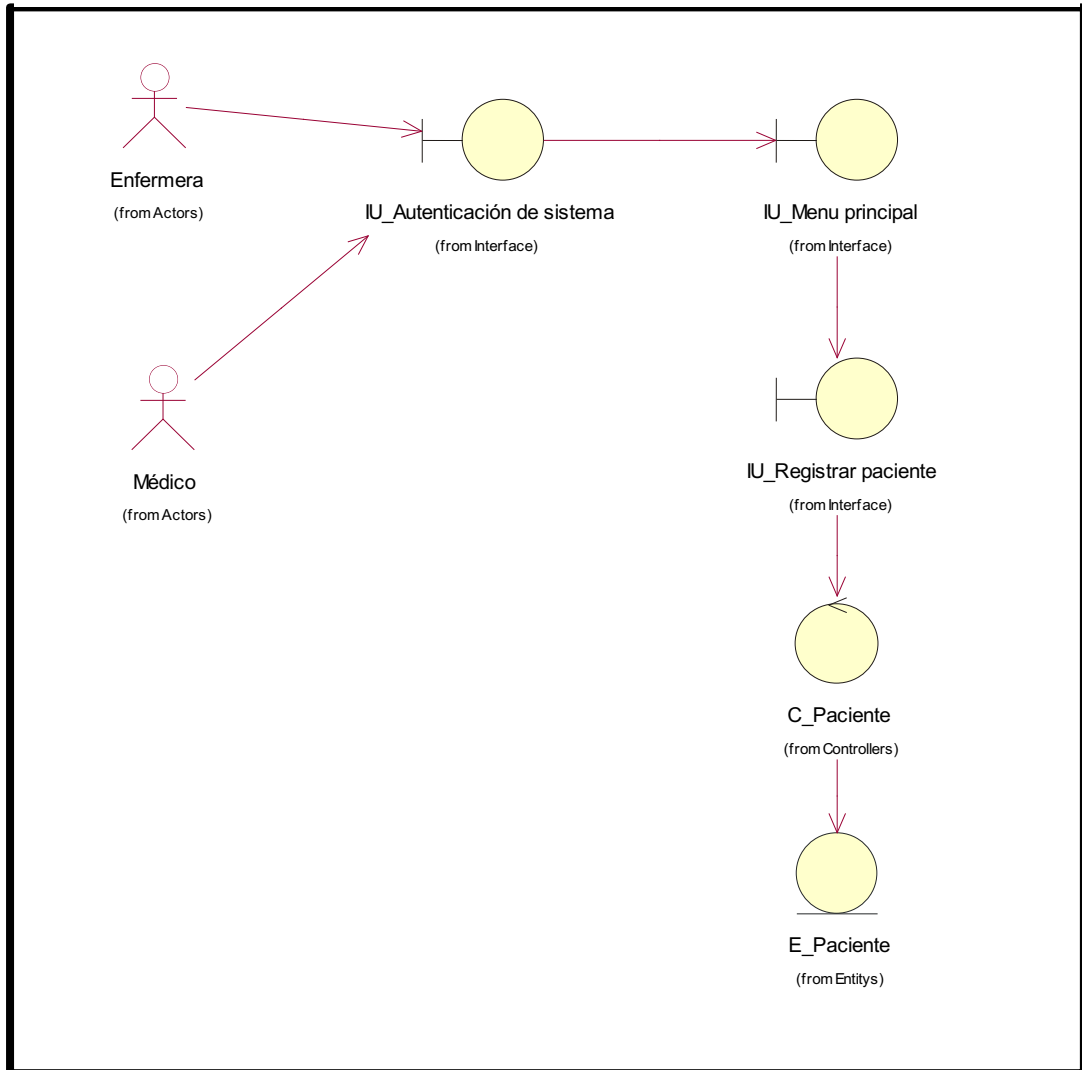 Enfermera
(from Actors)
IU_Autenticación de sistema
(from Interface)
IU_Menu principal
(from Interface)
Médico
(from Actors)
IU_Registrar paciente
(from Interface)
C_Paciente
(from Controllers)
E_Paciente
(from Entitys)